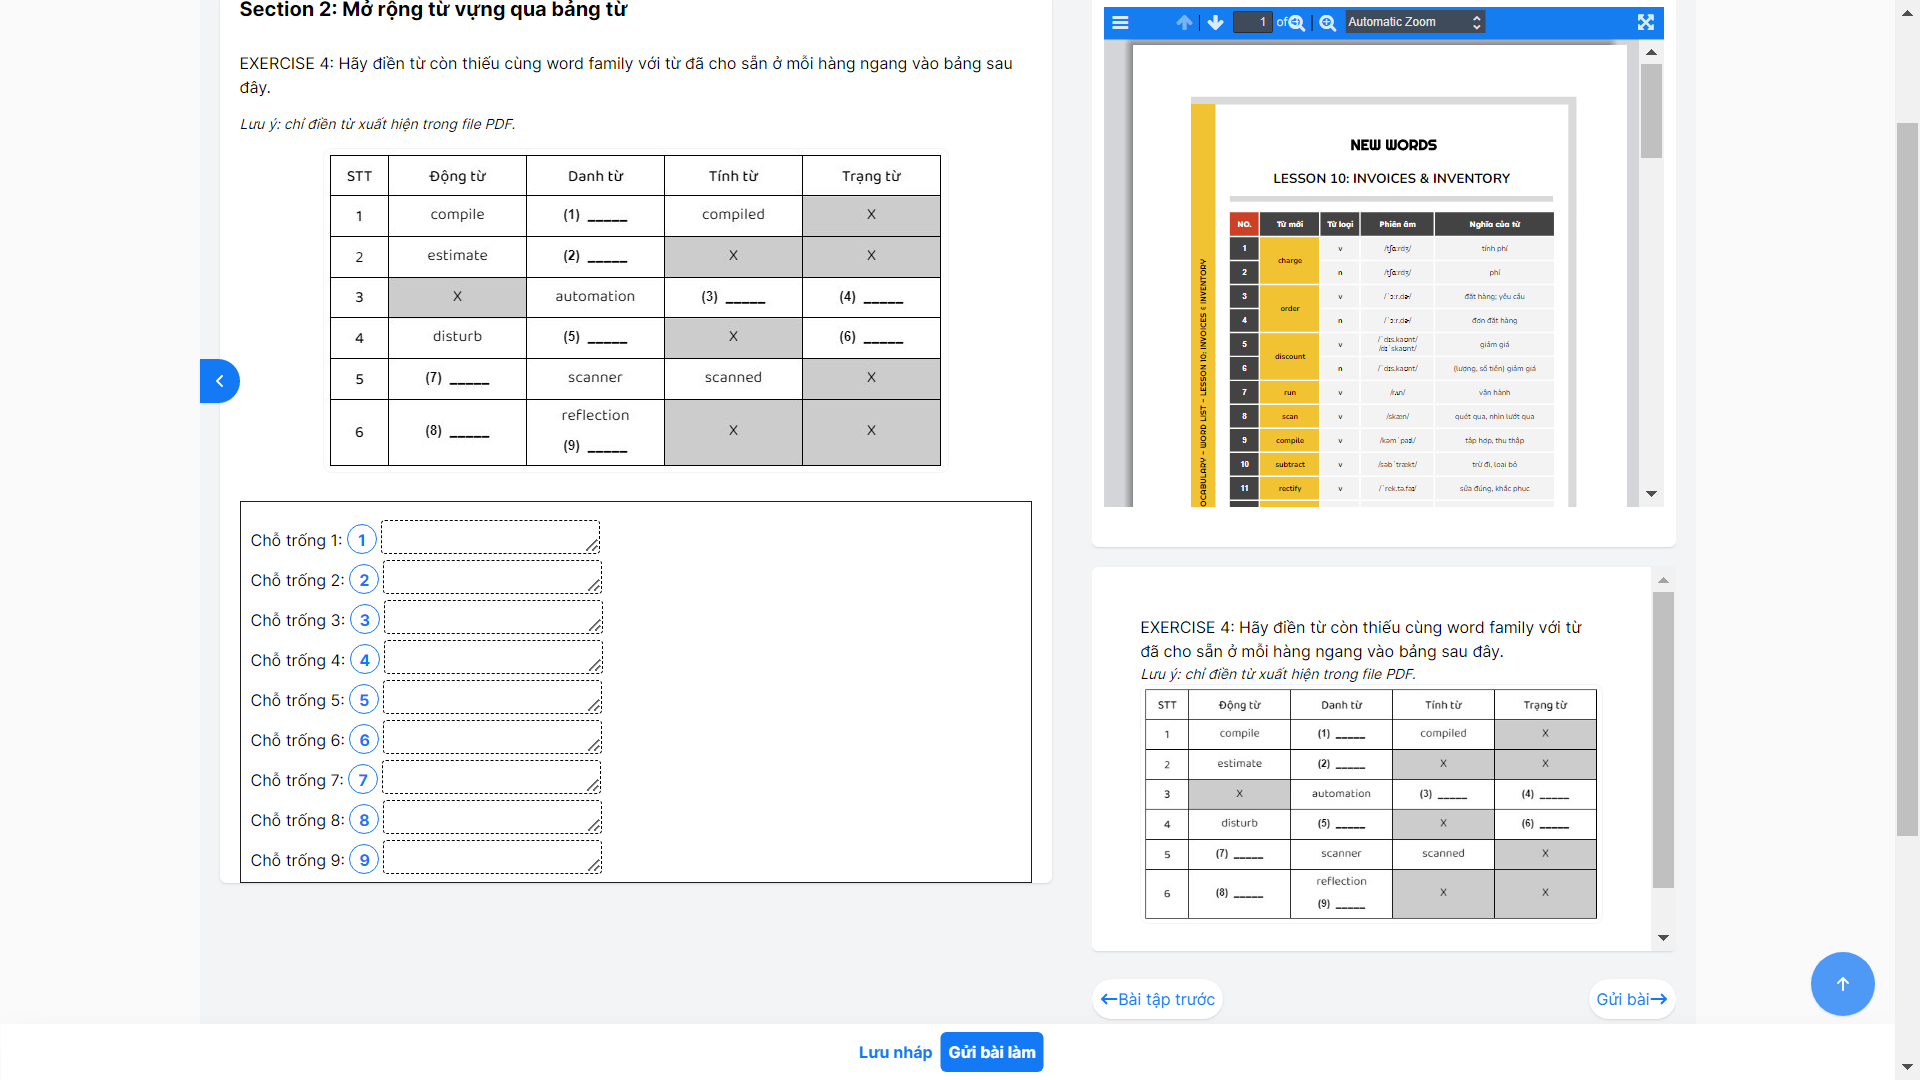 Section 2: Mở rộng từ vựng qua bảng từ
EXERCISE 4: Hãy điền từ còn thiếu cùng word family với từ đã cho sẵn ở mỗi hàng ngang vào bảng sau
đây.
Lưu ý: chỉ điền từ xuất hiện trong file PDF.
STT Động từ Danh từ Tính từ Trạng từ
1 compile (1) _____ compiled X
2 estimate (2) _____ X X
3 X automation (3) _____ (4) _____
4 disturb (5) _____ X (6) _____
5 (7) _____ scanner scanned X
6 (8) _____ reflection (9) _____ X X
Chỗ trống 1: 1
Chỗ trống 2: 2
Chỗ trống 3: 3
Chỗ trống 4: 4
Chỗ trống 5: 5
Chỗ trống 6: 6
Chỗ trống 7: 7
Chỗ trống 8: 8
Chỗ trống 9: 9
1 of Automatic Zoom
OCABULARY - WORD LIST - LESSON 10: INVOICES & INVENTORY
NEW WORDS
LESSON 10: INVOICES & INVENTORY
NO. Từ mới Từ loại Phiên âm Nghĩa của từ
1 charge v /tʃɑːrdʒ/ tính phí
2 n /tʃɑːrdʒ/ phí
3 order v /ˈɔːr.dɚ/ đặt hàng; yêu cầu
4 n /ˈɔːr.dɚ/ đơn đặt hàng
5 discount v /ˈdɪs.kaʊnt/ /dɪˈskaʊnt/ giảm giá
6 n /ˈdɪs.kaʊnt/ (lượng, số tiền) giảm giá
7 run v /rʌn/ vận hành
8 scan v /skæn/ quét qua, nhìn lướt qua
9 compile v /kəmˈpaɪl/ tập hợp, thu thập
10 subtract v /səbˈtrækt/ trừ đi, loại bỏ
11 rectify v /ˈrek.tə.faɪ/ sửa đúng, khắc phục
EXERCISE 4: Hãy điền từ còn thiếu cùng word family với từ
đã cho sẵn ở mỗi hàng ngang vào bảng sau đây.
Lưu ý: chỉ điền từ xuất hiện trong file PDF.
STT Động từ Danh từ Tính từ Trạng từ
1 compile (1) _____ compiled X
2 estimate (2) _____ X X
3 X automation (3) _____ (4) _____
4 disturb (5) _____ X (6) _____
5 (7) _____ scanner scanned X
6 (8) _____ reflection (9) _____ X X
←Bài tập trước Gửi bài→
Lưu nháp Gửi bài làm